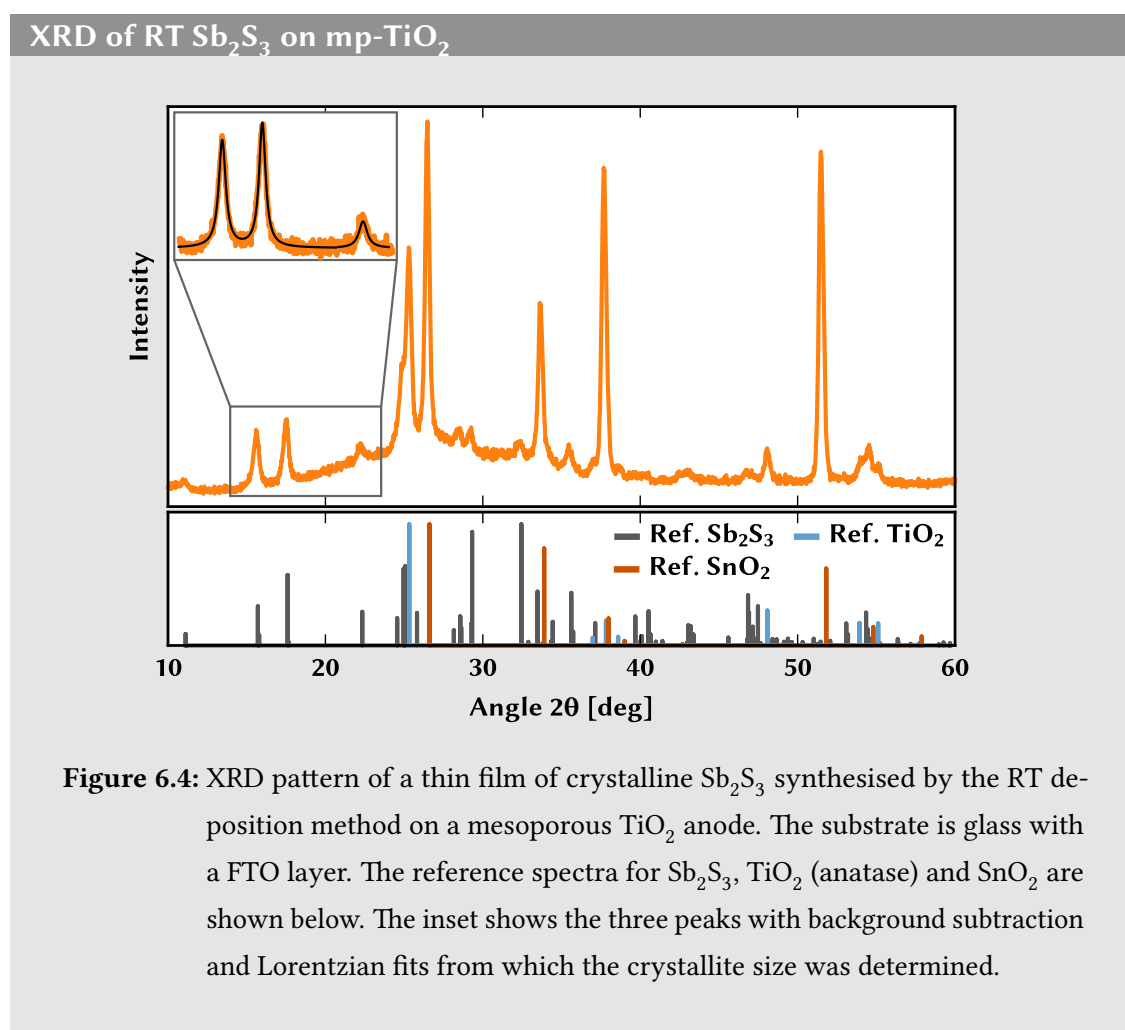 XRD of RT Sb₂S₃ on mp-TiO₂
Intensity
Ref. Sb₂S₃ Ref. TiO₂
Ref. SnO₂
10 20 30 40 50 60
Angle 2θ [deg]
Figure 6.4: XRD pattern of a thin film of crystalline Sb₂S₃ synthesised by the RT de-
position method on a mesoporous TiO₂ anode. The substrate is glass with
a FTO layer. The reference spectra for Sb₂S₃, TiO₂ (anatase) and SnO₂ are
shown below. The inset shows the three peaks with background subtraction
and Lorentzian fits from which the crystallite size was determined.